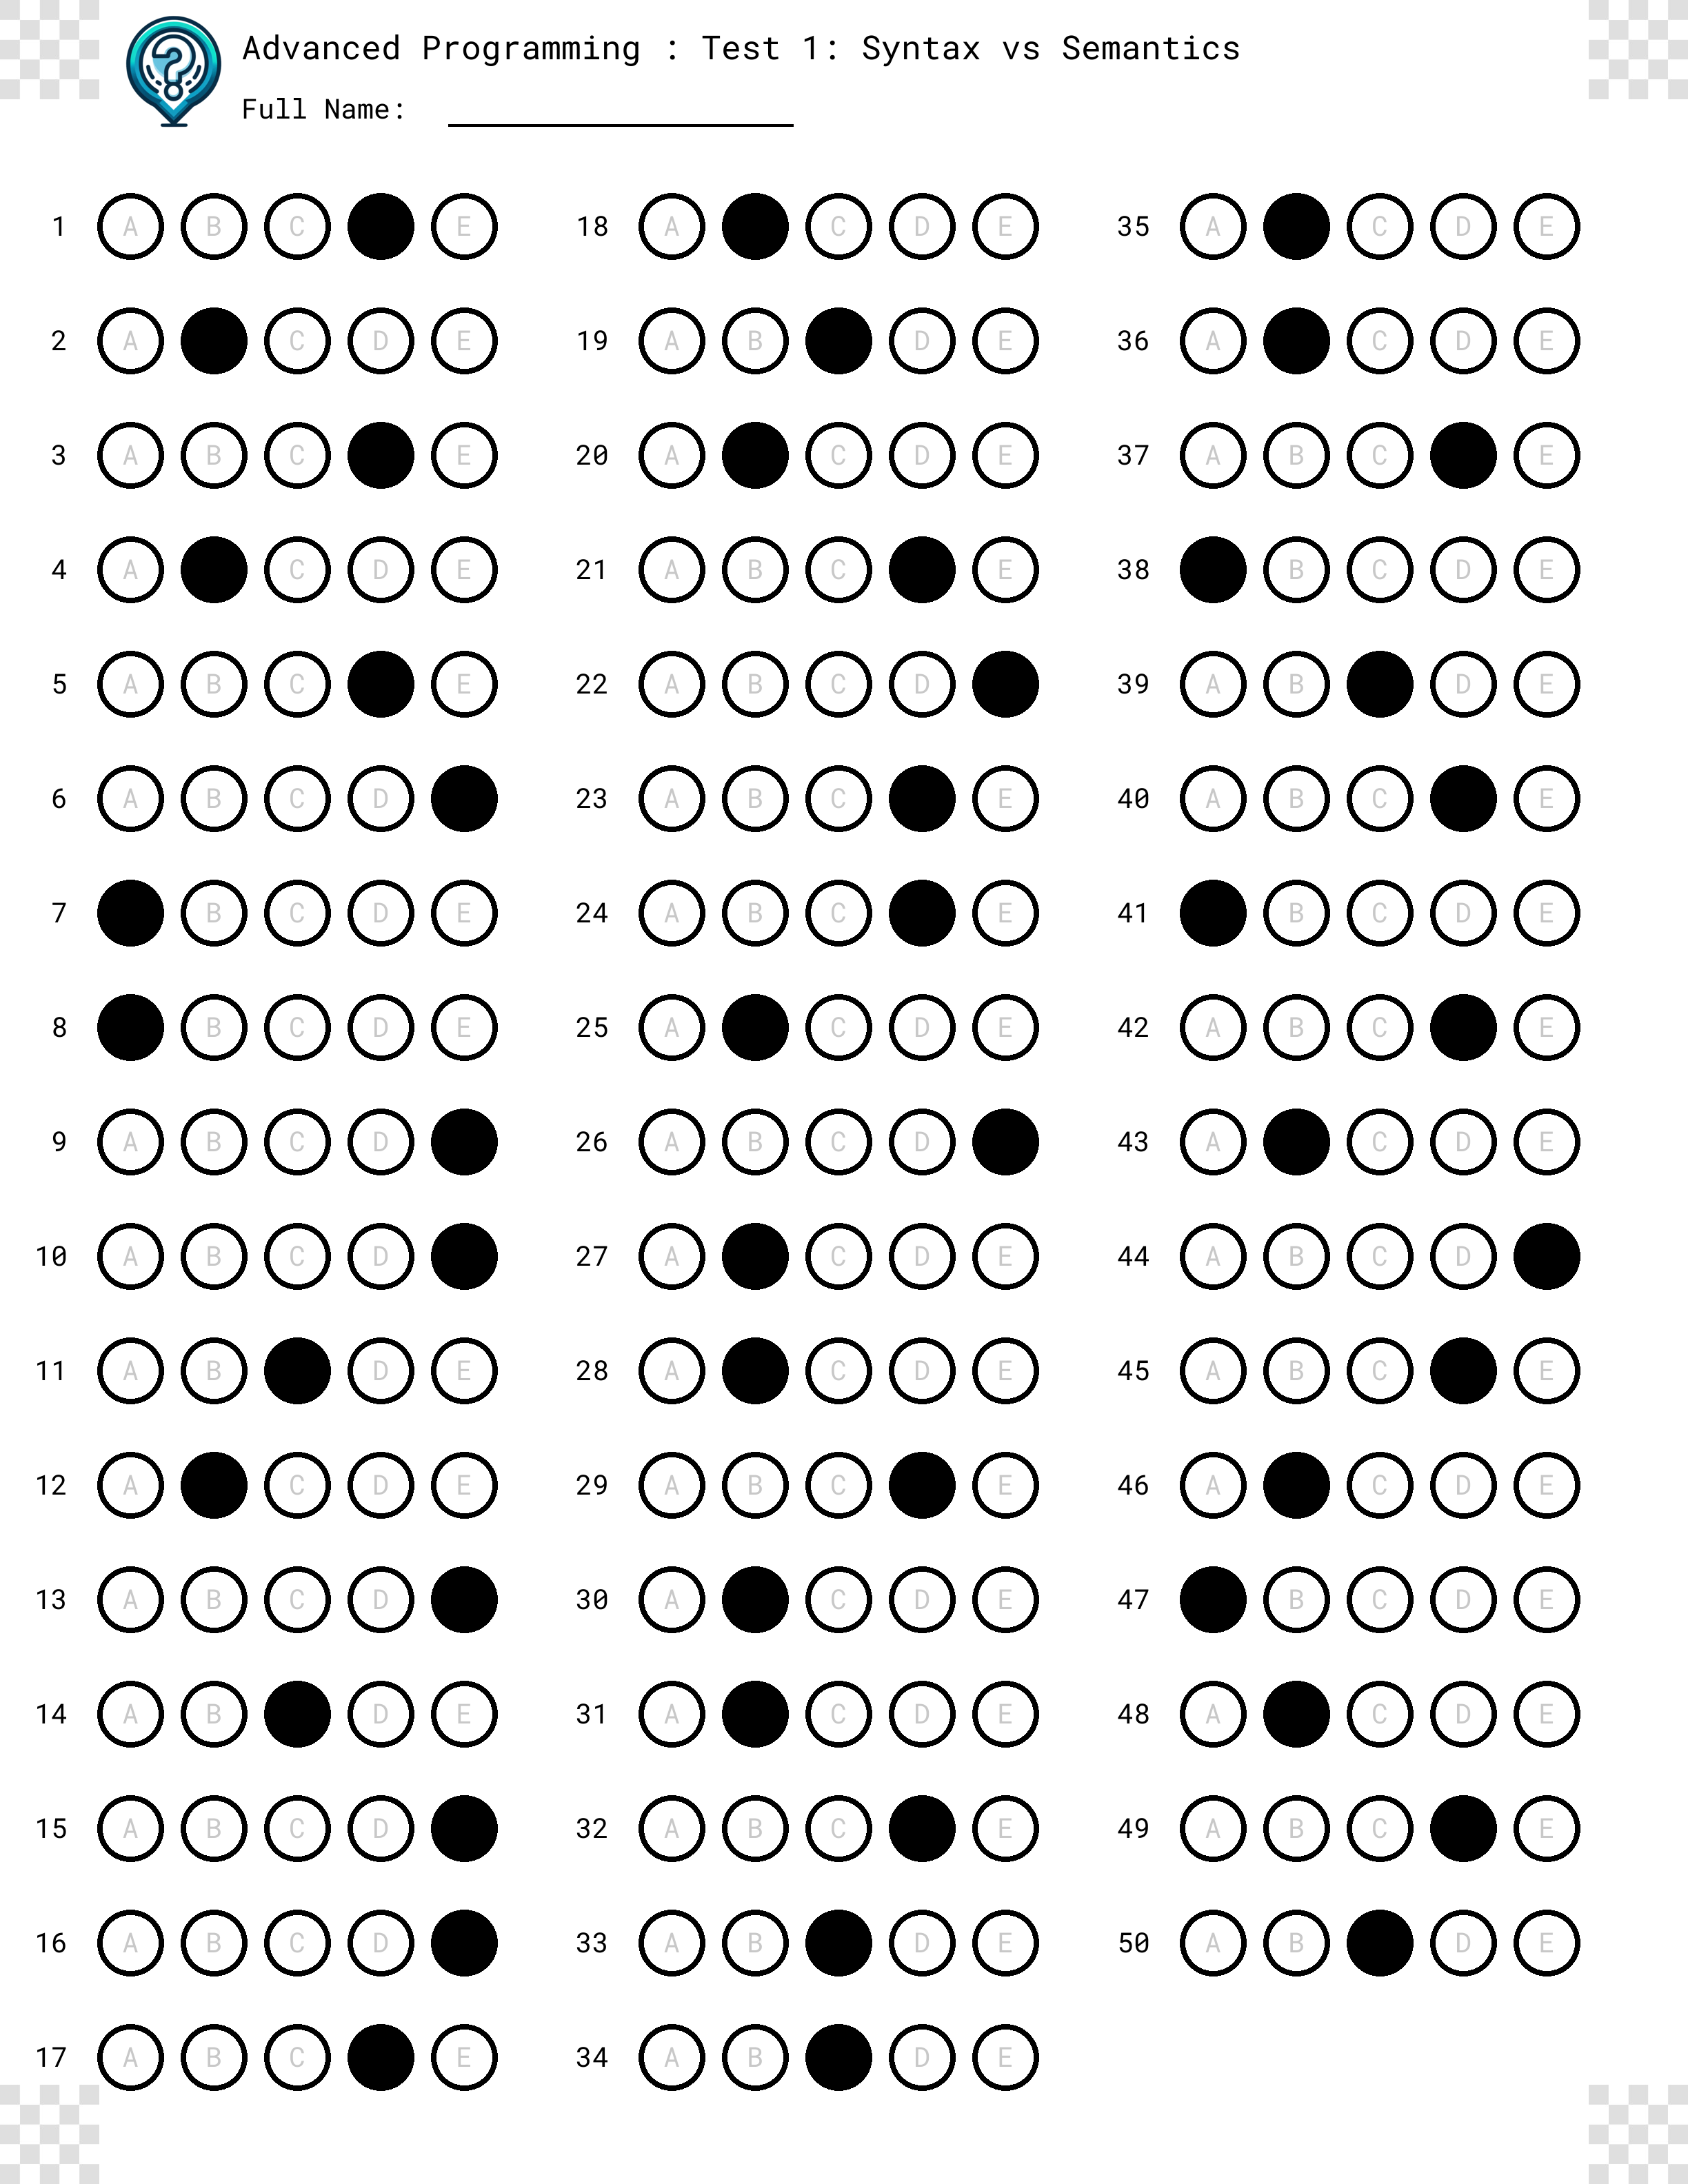 Advanced Programming : Test 1: Syntax vs Semantics
Full Name:
1 A B C E
2 A C D E
3 A B C E
4 A C D E
5 A B C E
6 A B C D
7 B C D E
8 B C D E
9 A B C D
10 A B C D
11 A B D E
12 A C D E
13 A B C D
14 A B D E
15 A B C D
16 A B C D
17 A B C E
18 A C D E
19 A B D E
20 A C D E
21 A B C E
22 A B C D
23 A B C E
24 A B C E
25 A C D E
26 A B C D
27 A C D E
28 A C D E
29 A B C E
30 A C D E
31 A C D E
32 A B C E
33 A B D E
34 A B D E
35 A C D E
36 A C D E
37 A B C E
38 B C D E
39 A B D E
40 A B C E
41 B C D E
42 A B C E
43 A C D E
44 A B C D
45 A B C E
46 A C D E
47 B C D E
48 A C D E
49 A B C E
50 A B D E